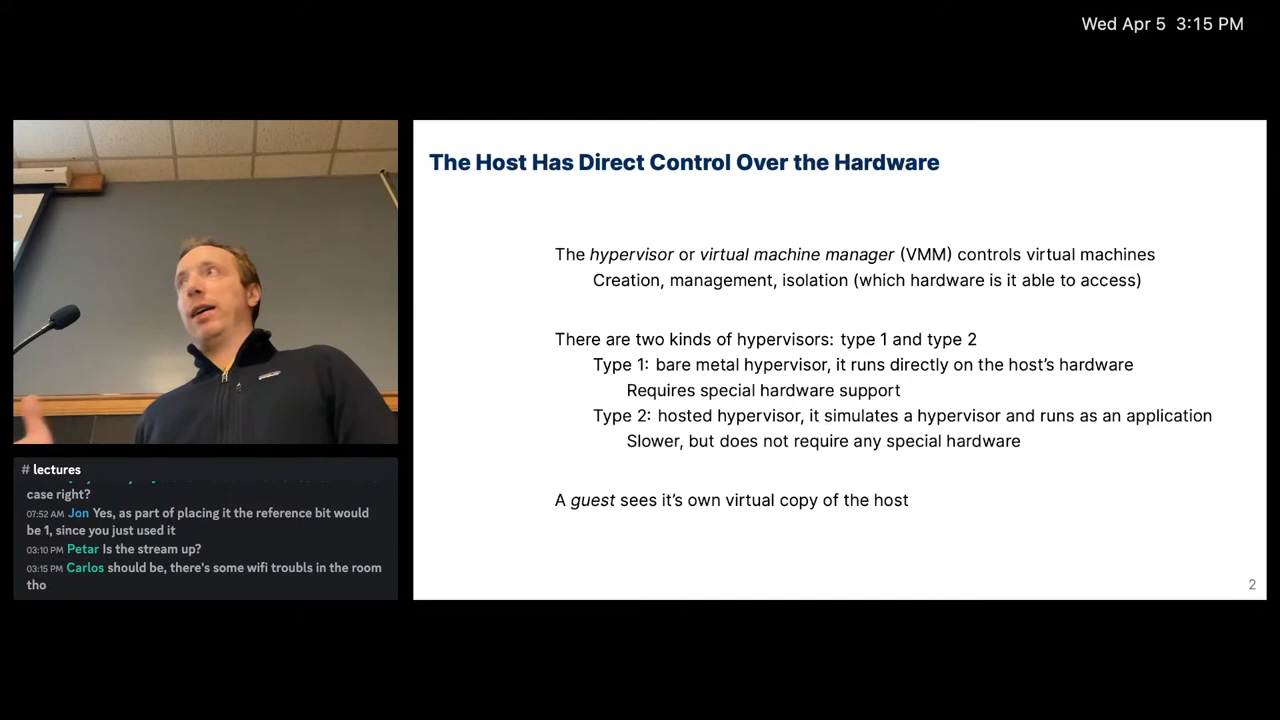 Wed Apr 5 3:15 PM
The Host Has Direct Control Over the Hardware
The hypervisor or virtual machine manager (VMM) controls virtual machines
Creation, management, isolation (which hardware is it able to access)
There are two kinds of hypervisors: type 1 and type 2
Type 1: bare metal hypervisor, it runs directly on the host's hardware
Requires special hardware support
Type 2: hosted hypervisor, it simulates a hypervisor and runs as an application
Slower, but does not require any special hardware
A guest sees it's own virtual copy of the host
2
# lectures
case right?
07:52 AM Jon Yes, as part of placing it the reference bit would
be 1, since you just used it
03:10 PM Petar Is the stream up?
03:15 PM Carlos should be, there's some wifi troubls in the room
tho